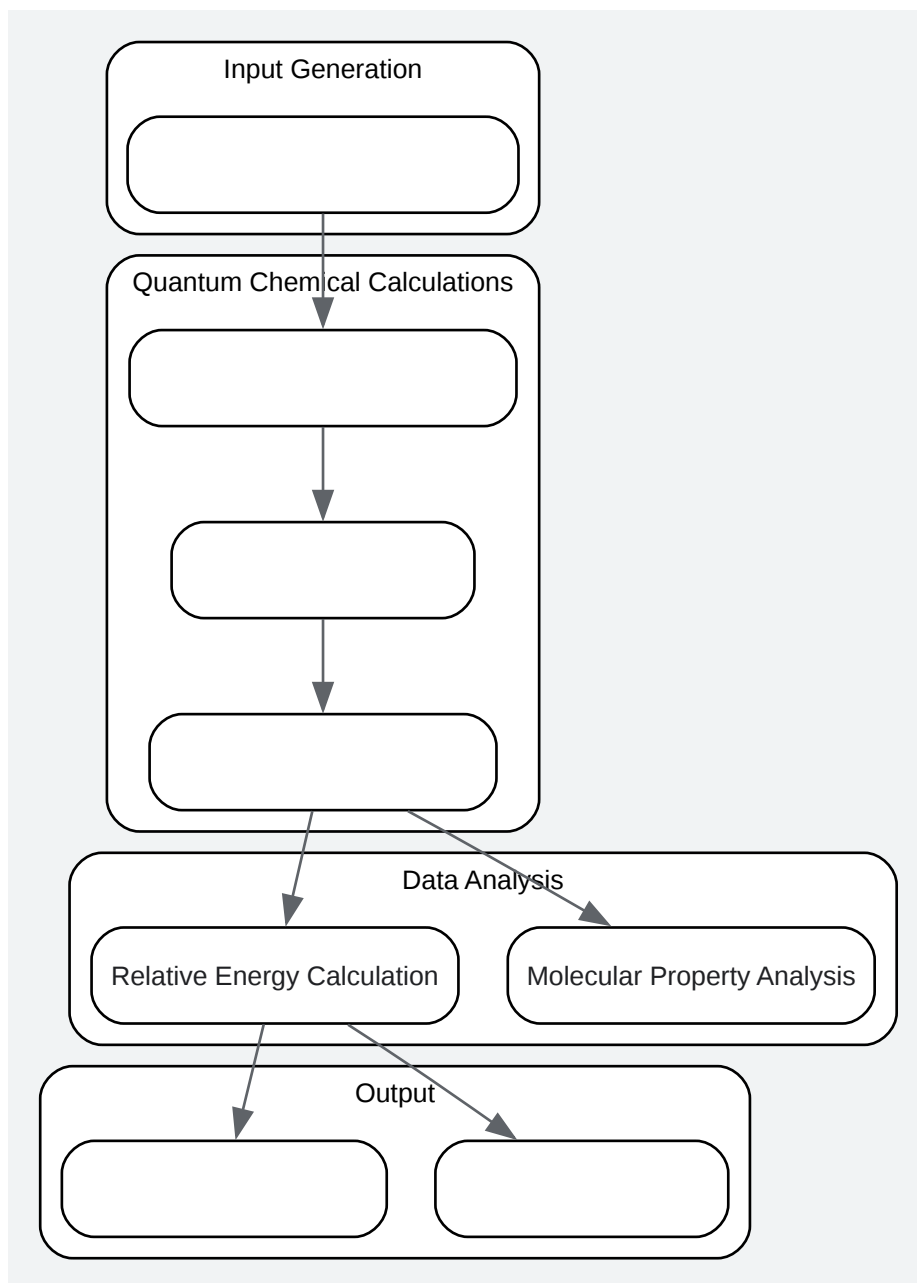 Input Generation
Quantum Chemical Calculations
Data Analysis
Relative Energy Calculation
Molecular Property Analysis
Output